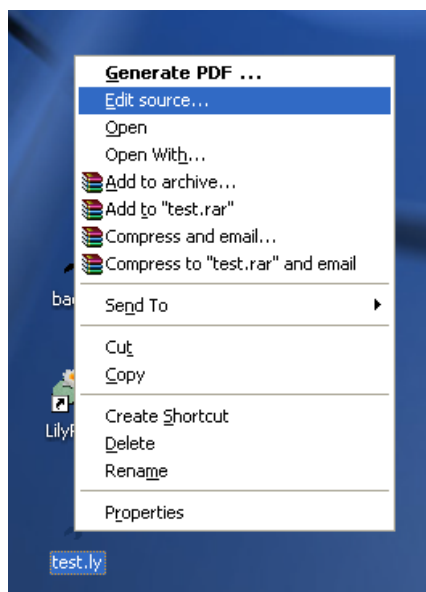 Generate PDF ...
Edit source...
Open
Open With...
Add to archive...
Add to "test.rar"
Compress and email...
Compress to "test.rar" and email
Send To
Cut
Copy
Create Shortcut
Delete
Rename
Properties
test.ly